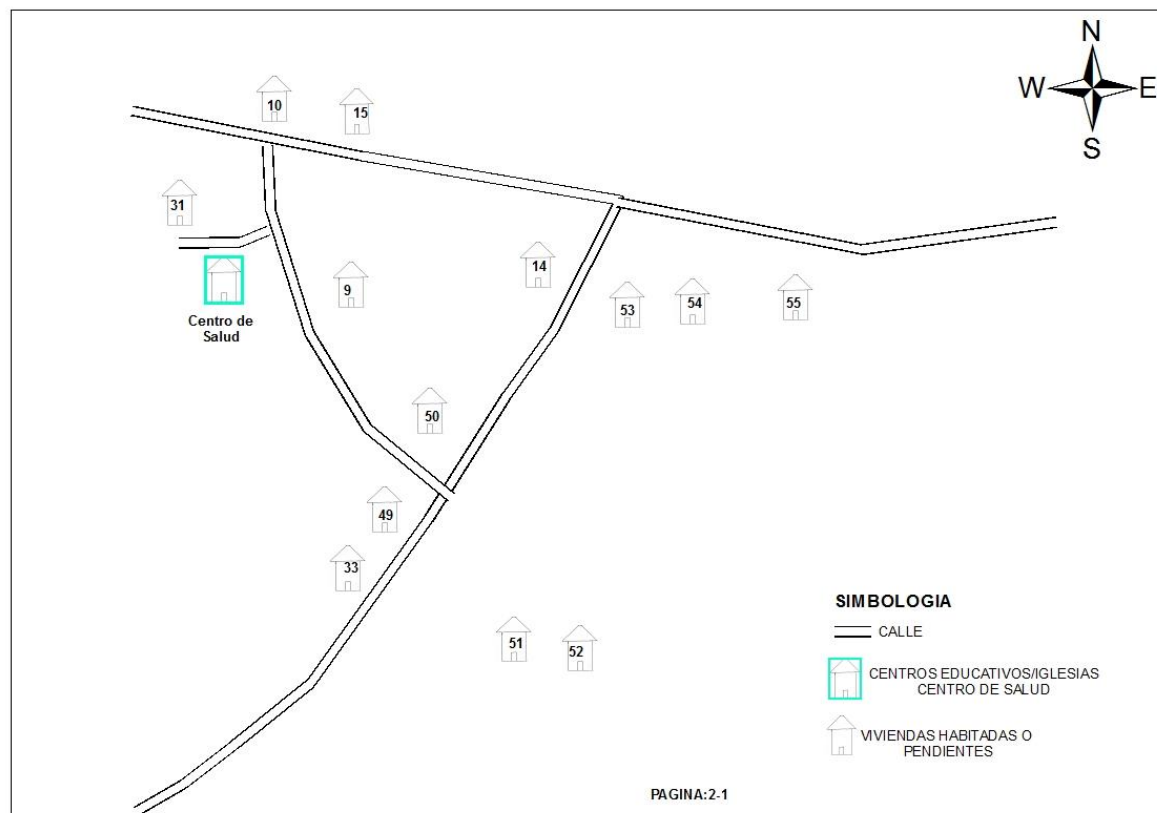 N
W
E
S
10
15
31
14
9
53
54
55
Centro de
Salud
50
49
33
51
52
SIMBOLOGIA
CALLE
CENTROS EDUCATIVOS/IGLESIAS
CENTRO DE SALUD
VIVIENDAS HABITADAS O
PENDIENTES
PAGINA:2-1